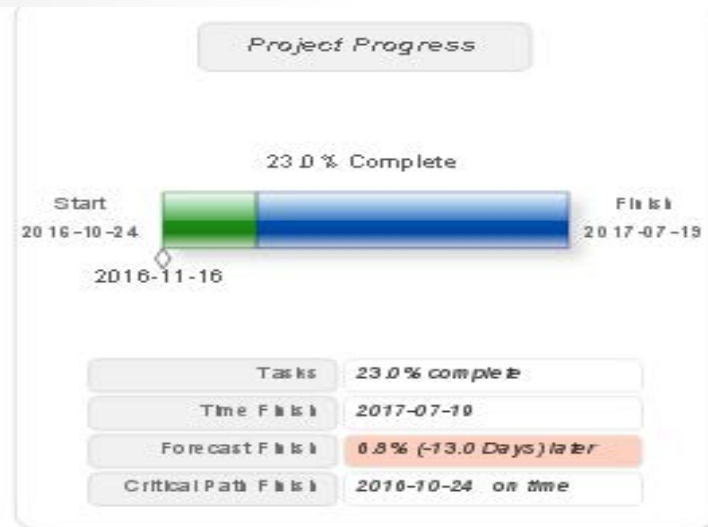 Project Progress
23.0 % Complete
Start
2016-10-24
Finish
2017-07-19
2016-11-16
Tasks 23.0% complete
Time Finish 2017-07-19
Forecast Finish 6.8% (-13.0 Days) later
Critical Path Finish 2016-10-24 on time